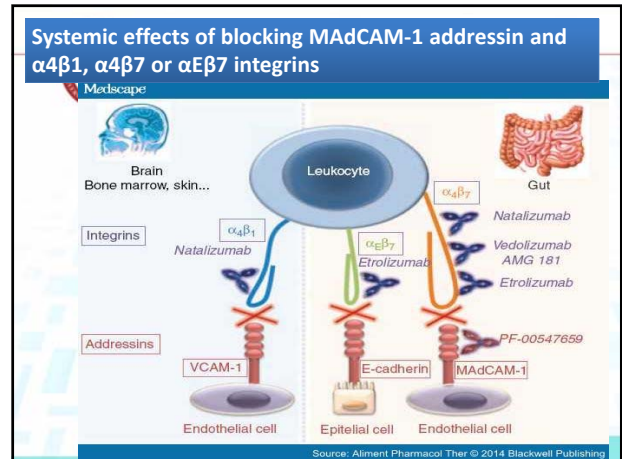 Systemic effects of blocking MAdCAM-1 addressin and
α4β1, α4β7 or αEβ7 integrins
Medscape
Brain
Bone marrow, skin...
Leukocyte
Gut
Integrins
α₄β₁
Natalizumab
αEβ₇
Etrolizumab
α₄β₇
Natalizumab
Vedolizumab
AMG 181
Etrolizumab
Addressins
PF-00547659
VCAM-1
E-cadherin
MAdCAM-1
Endothelial cell
Epitelial cell
Endothelial cell
Source: Aliment Pharmacol Ther © 2014 Blackwell Publishing